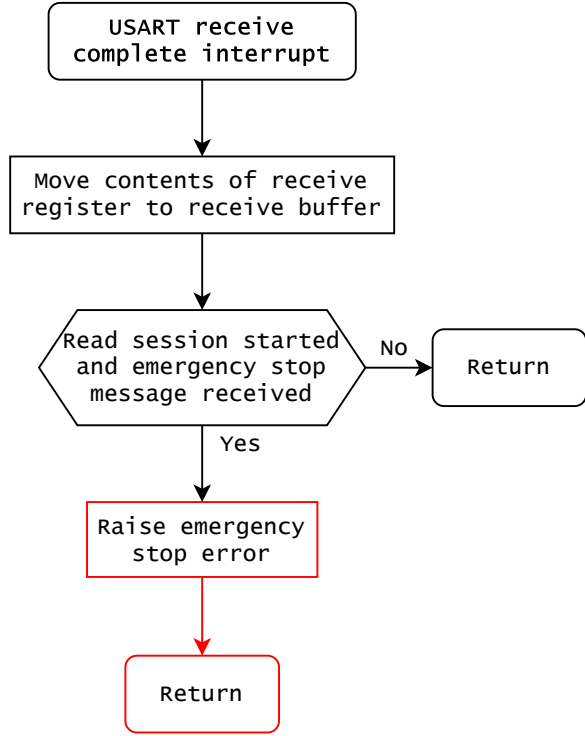 USART receive
complete interrupt
Move contents of receive
register to receive buffer
Read session started
and emergency stop
message received
No
Return
Yes
Raise emergency
stop error
Return